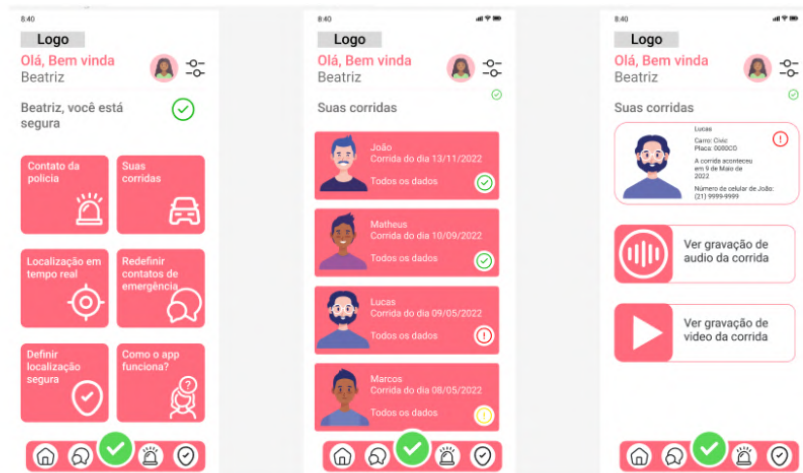 8:40
Logo
Olá, Bem vinda
Beatriz
Beatriz, você está
segura
Contato da
polícia
Suas
corridas
Localização em
tempo real
Redefinir
contatos de
emergência
Definir
localização
segura
Como o app
funciona?
8:40
Logo
Olá, Bem vinda
Beatriz
Suas corridas
João
Corrida do dia 13/11/2022
Todos os dados
Matheus
Corrida do dia 10/09/2022
Todos os dados
Lucas
Corrida do dia 09/05/2022
Todos os dados
Marcos
Corrida do dia 08/05/2022
Todos os dados
8:40
Logo
Olá, Bem vinda
Beatriz
Suas corridas
Lucas
Carro: Civic
Placa:
A corrida aconteceu
em 9 de Maio de
2022
Número de celular de João:
(21) 9999-9999
Ver gravação de
audio da corrida
Ver gravação de
video da corrida